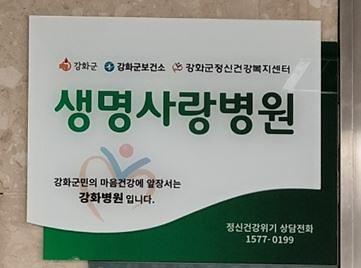 강화군 강화군보건소 강화군정신건강복지센터
생명사랑병원
강화군민의 마음건강에 앞장서는
강화병원 입니다.
정신건강위기 상담전화
1577-0199